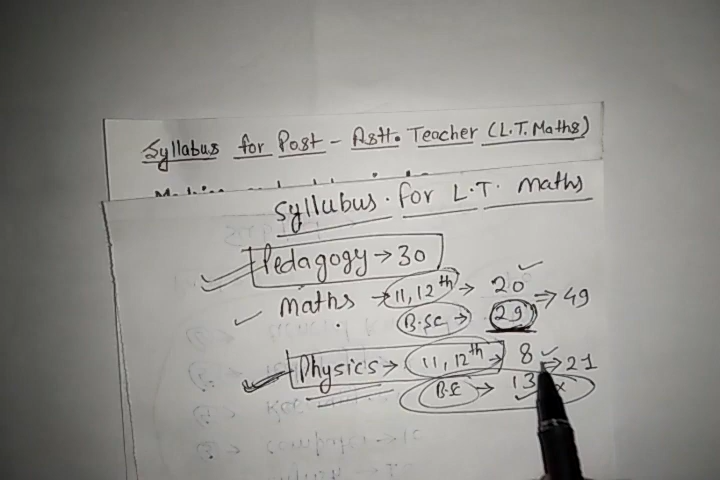 Syllabus for Post - Astt. Teacher (L.T. Maths)
Syllabus. for L.T. maths
Pedagogy → 30
maths → 11, 12th → 20
B.SC → 29 ⇒ 49
Physics → 11, 12th → 8
B.SC → 13 x ⇒ 21